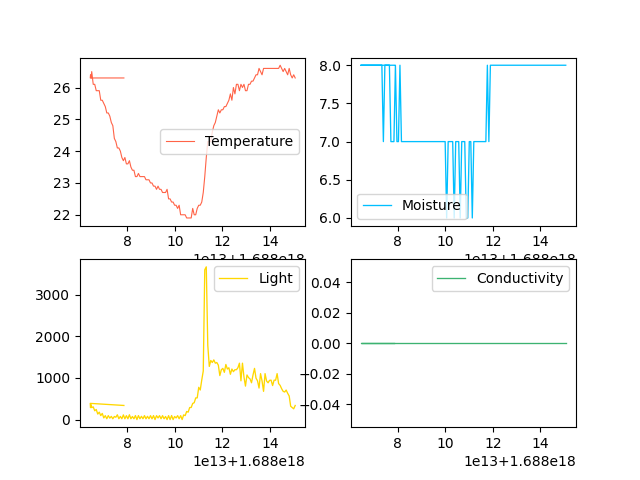 26
25
24
23
22
Temperature
8 10 12 14
1e13+1.688e18
8.0
7.5
7.0
6.5
6.0
Moisture
8 10 12 14
1e13+1.688e18
3000
2000
1000
0
Light
8 10 12 14
1e13+1.688e18
0.04
0.02
0.00
−0.02
−0.04
Conductivity
8 10 12 14
1e13+1.688e18